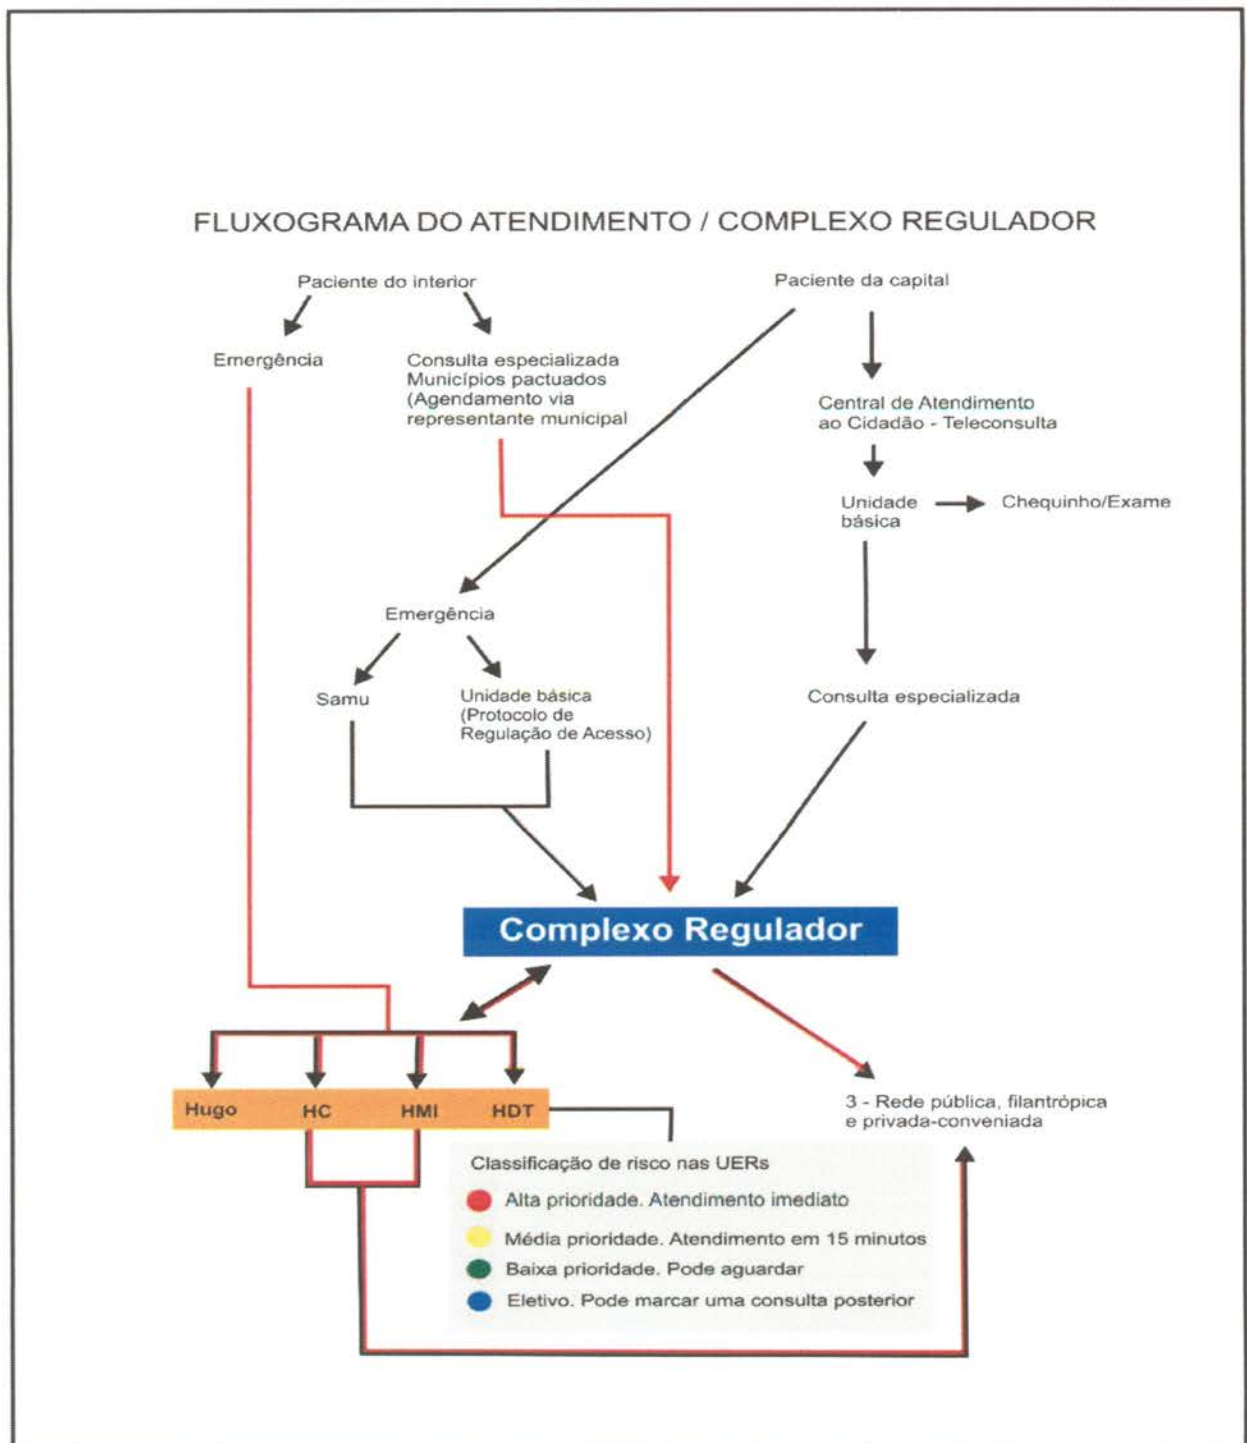 FLUXOGRAMA DO ATENDIMENTO / COMPLEXO REGULADOR
Paciente do interior
Paciente da capital
Emergência
Consulta especializada
Municípios pactuados
(Agendamento via
representante municipal
Central de Atendimento
ao Cidadão - Teleconsulta
Unidade
básica
Chequinho/Exame
Emergência
Samu
Unidade básica
(Protocolo de
Regulação de Acesso)
Consulta especializada
Complexo Regulador
Hugo HC HMI HDT
3 - Rede pública, filantrópica
e privada-conveniada
Classificação de risco nas UERs
Alta prioridade. Atendimento imediato
Média prioridade. Atendimento em 15 minutos
Baixa prioridade. Pode aguardar
Eletivo. Pode marcar uma consulta posterior